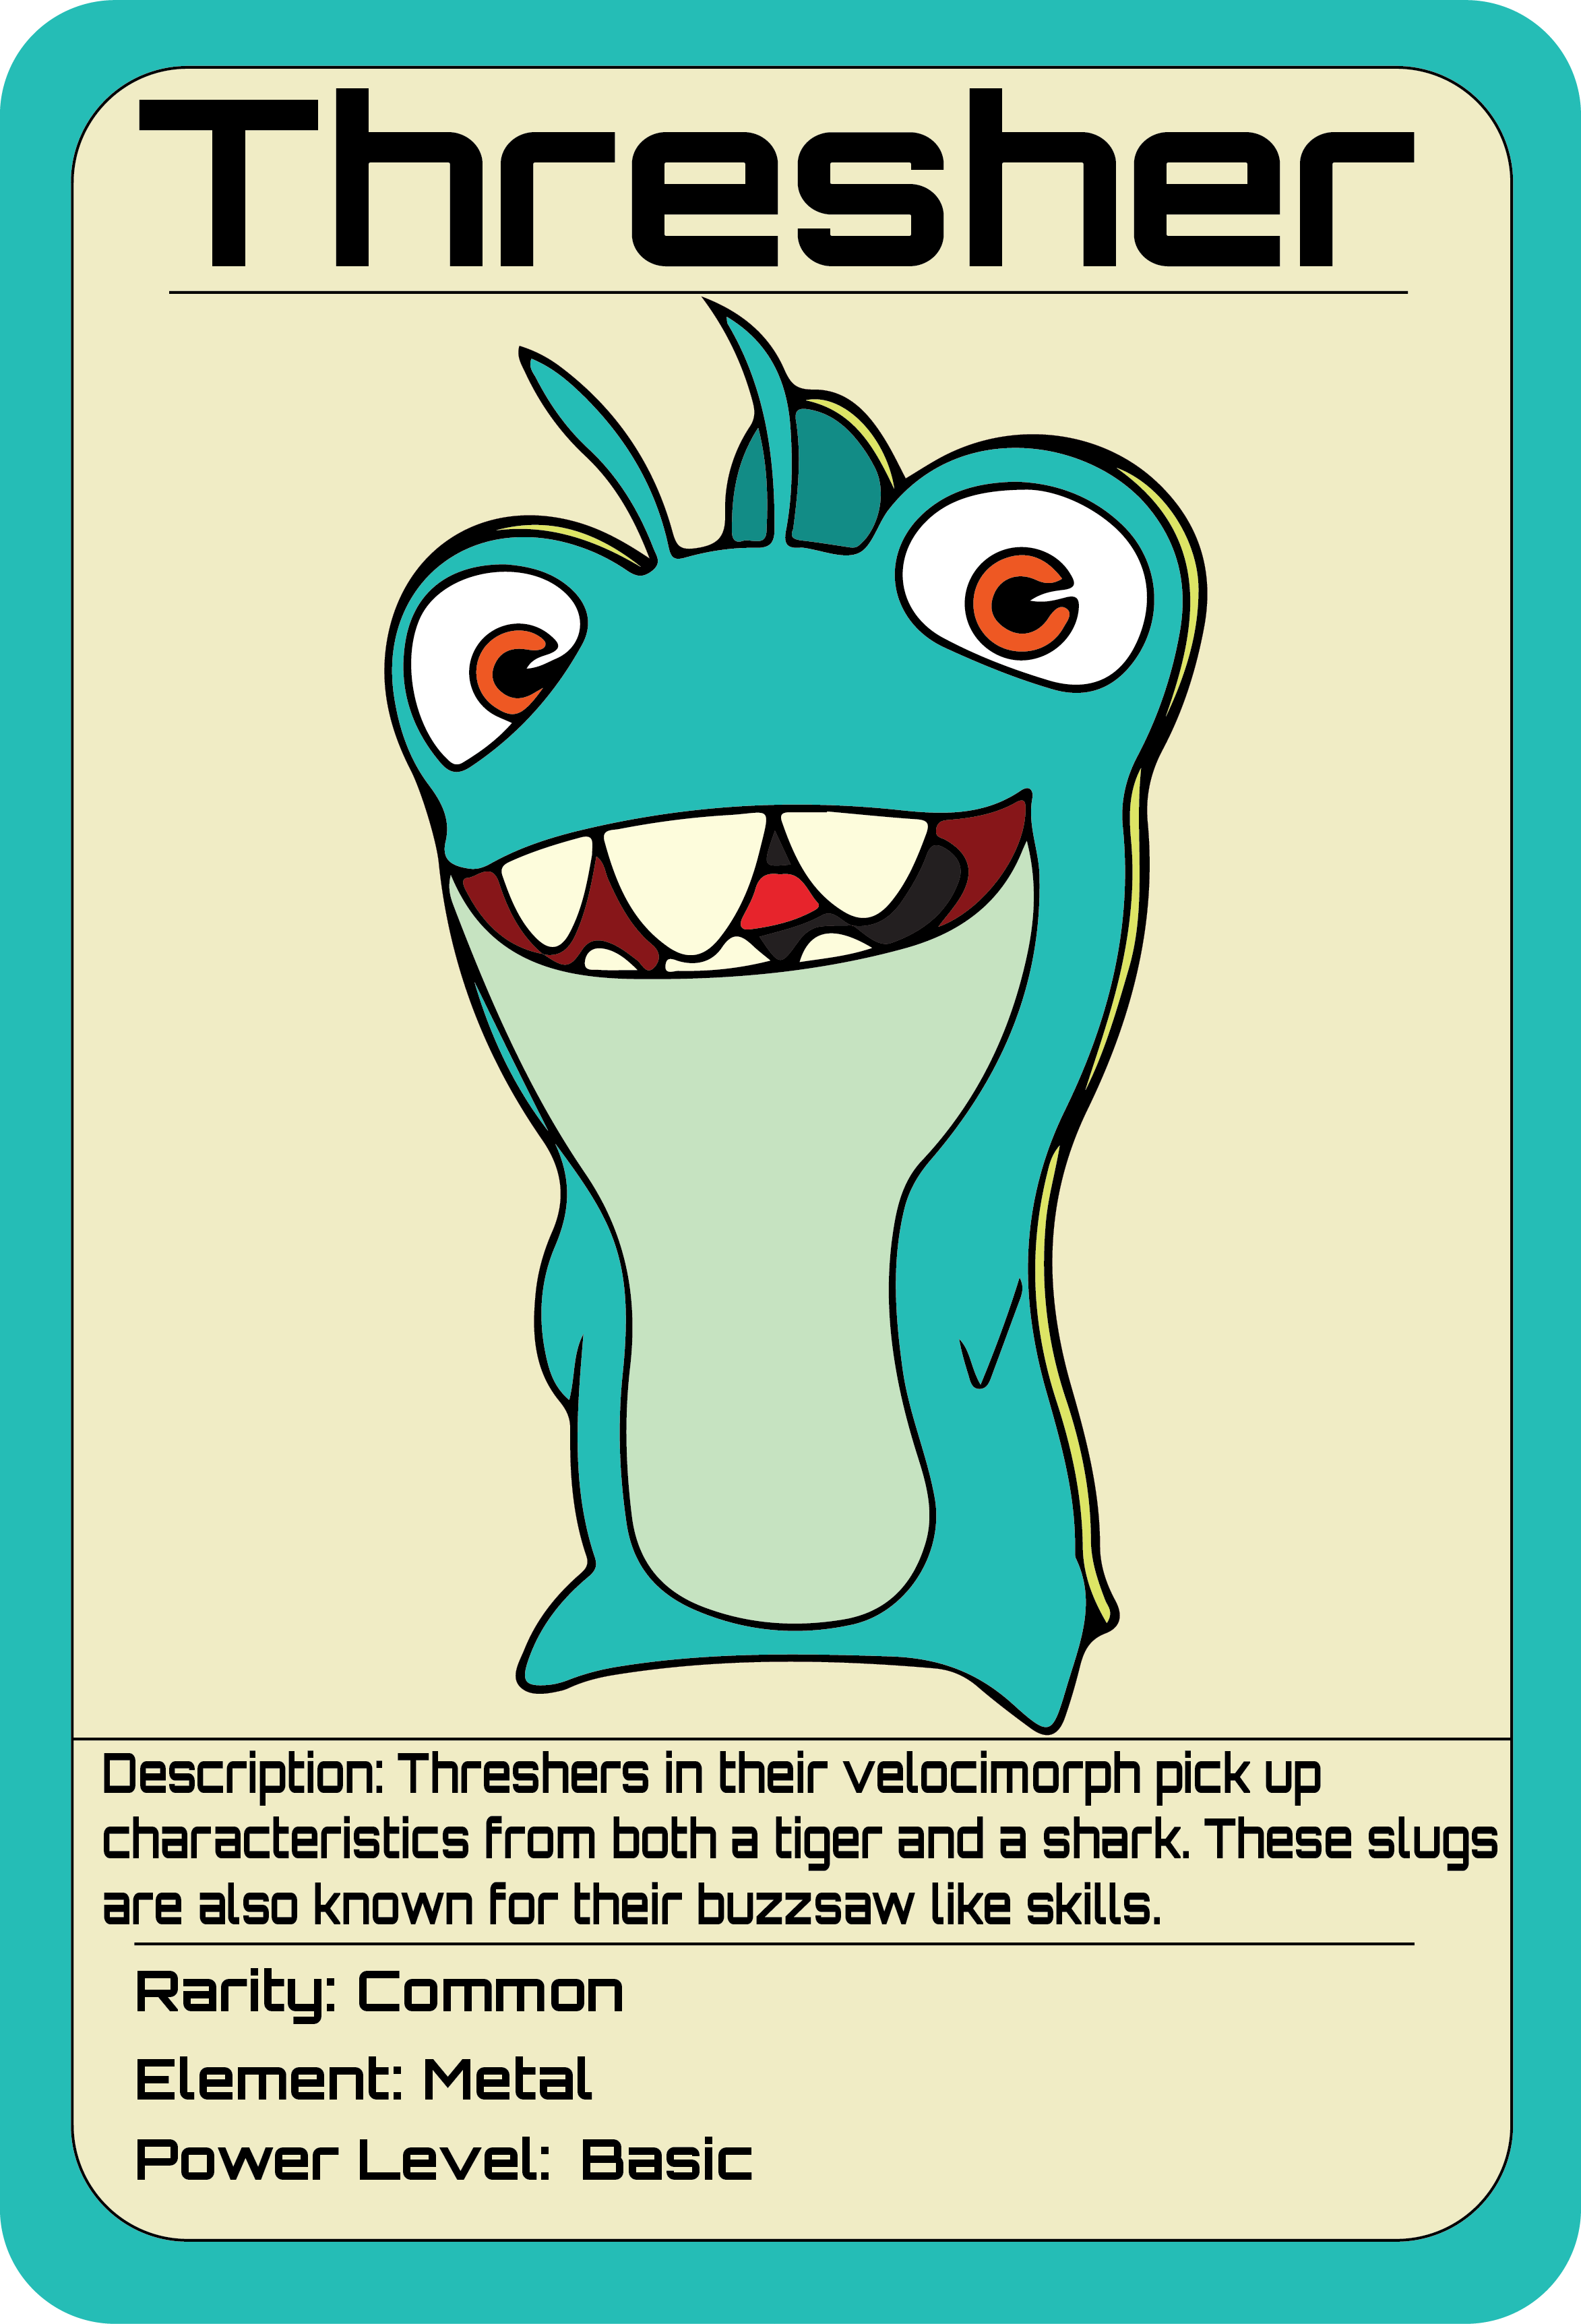 Thresher
Description: Threshers in their velocimorph pick up
characteristics from both a tiger and a shark. These slugs
are also known for their buzzsaw like skills.
Rarity: Common
Element: Metal
Power Level: Basic